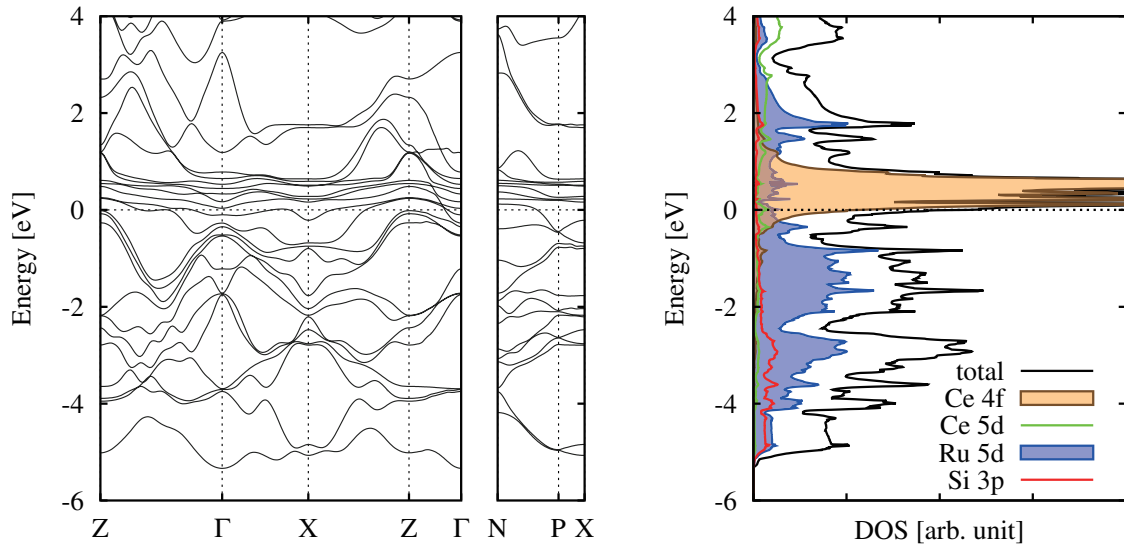 4
2
0
-2
-4
-6
Energy [eV]
Z Γ X Z Γ N P X
4
2
0
-2
-4
-6
Energy [eV]
total
Ce 4f
Ce 5d
Ru 5d
Si 3p
DOS [arb. unit]